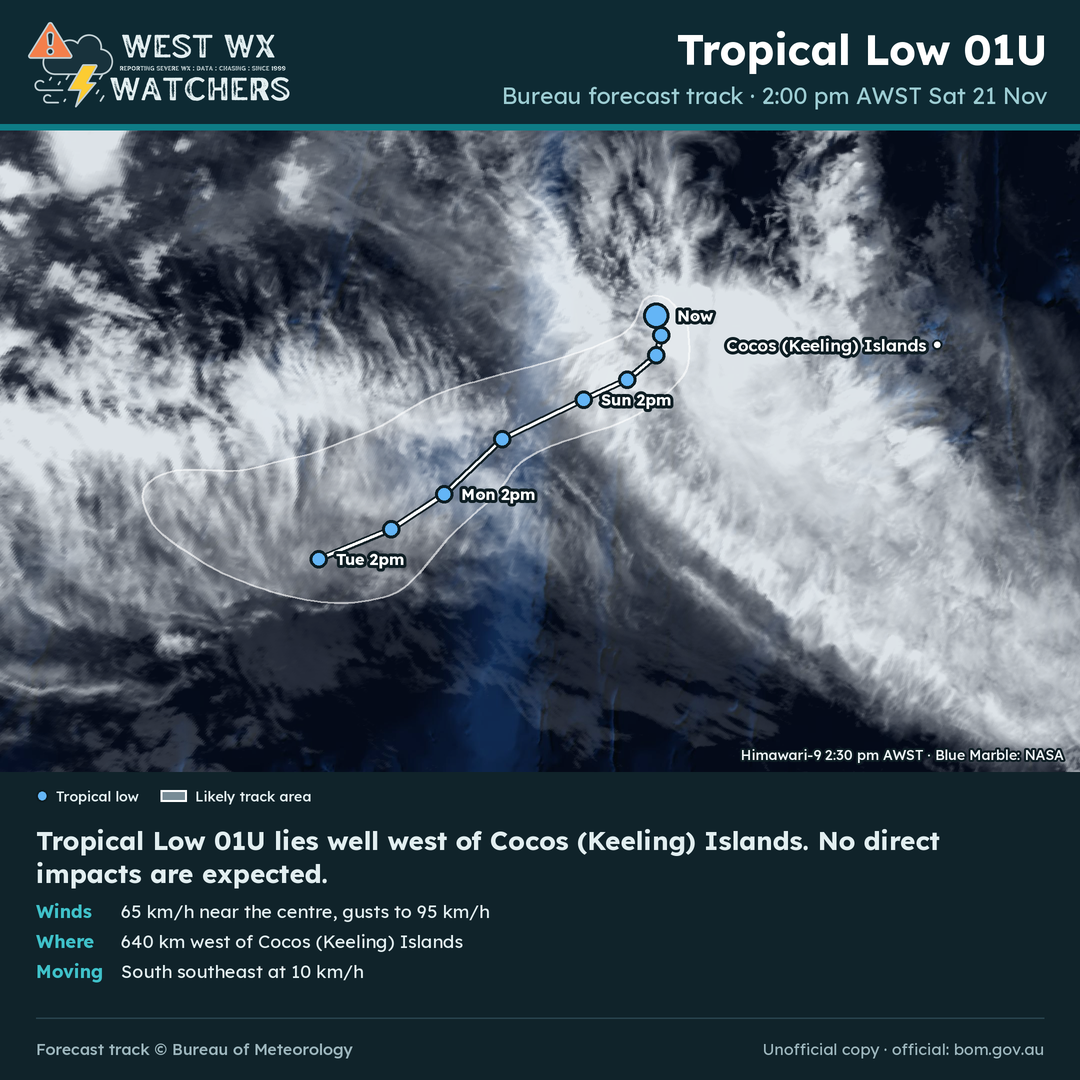 WEST WX
REPORTING SEVERE WX : DATA : CHASING : SINCE 1999
WATCHERS
Tropical Low 01U
Bureau forecast track · 2:00 pm AWST Sat 21 Nov
Now
Cocos (Keeling) Islands
Sun 2pm
Mon 2pm
Tue 2pm
Himawari-9 2:30 pm AWST · Blue Marble: NASA
Tropical low
Likely track area
Tropical Low 01U lies well west of Cocos (Keeling) Islands. No direct
impacts are expected.
Winds 65 km/h near the centre, gusts to 95 km/h
Where 640 km west of Cocos (Keeling) Islands
Moving South southeast at 10 km/h
Forecast track © Bureau of Meteorology
Unofficial copy · official: bom.gov.au